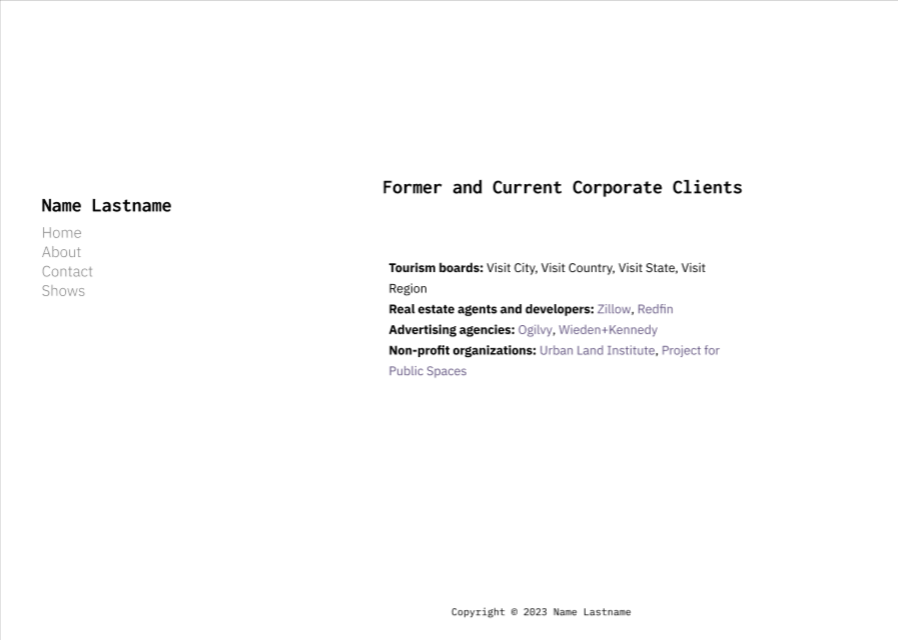 Name Lastname
Home
About
Contact
Shows
Former and Current Corporate Clients
Tourism boards: Visit City, Visit Country, Visit State, Visit
Region
Real estate agents and developers: Zillow, Redfin
Advertising agencies: Ogilvy, Wieden+Kennedy
Non-profit organizations: Urban Land Institute, Project for
Public Spaces
Copyright © 2023 Name Lastname